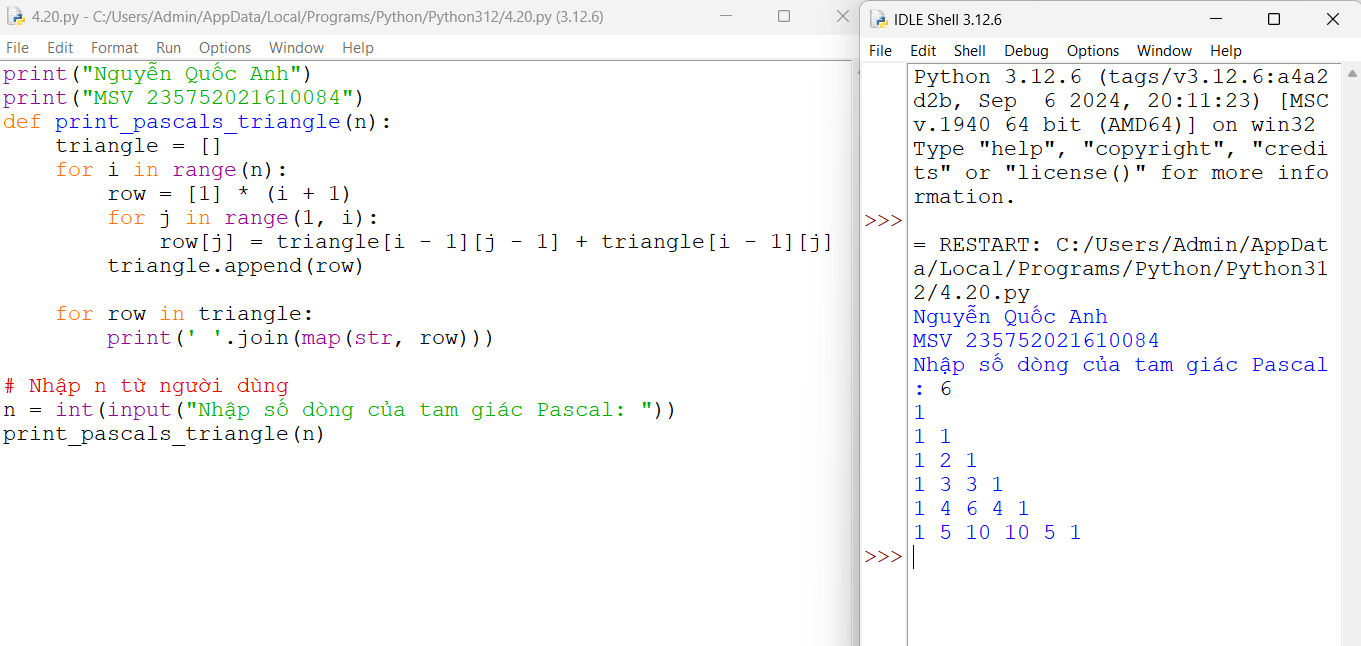 4.20.py - C:/Users/Admin/AppData/Local/Programs/Python/Python312/4.20.py (3.12.6)
File Edit Format Run Options Window Help
print("Nguyễn Quốc Anh")
print("MSV 235752021610084")
def print_pascals_triangle(n):
    triangle = []
    for i in range(n):
        row = [1] * (i + 1)
        for j in range(1, i):
            row[j] = triangle[i - 1][j - 1] + triangle[i - 1][j]
        triangle.append(row)
    for row in triangle:
        print(' '.join(map(str, row)))
# Nhập n từ người dùng
n = int(input("Nhập số dòng của tam giác Pascal: "))
print_pascals_triangle(n)
IDLE Shell 3.12.6
File Edit Shell Debug Options Window Help
Python 3.12.6 (tags/v3.12.6:a4a2
d2b, Sep  6 2024, 20:11:23) [MSC
v.1940 64 bit (AMD64)] on win32
Type "help", "copyright", "credi
ts" or "license()" for more info
rmation.
>>>
= RESTART: C:/Users/Admin/AppDat
a/Local/Programs/Python/Python31
2/4.20.py
Nguyễn Quốc Anh
MSV 235752021610084
Nhập số dòng của tam giác Pascal
: 6
1
1 1
1 2 1
1 3 3 1
1 4 6 4 1
1 5 10 10 5 1
>>>